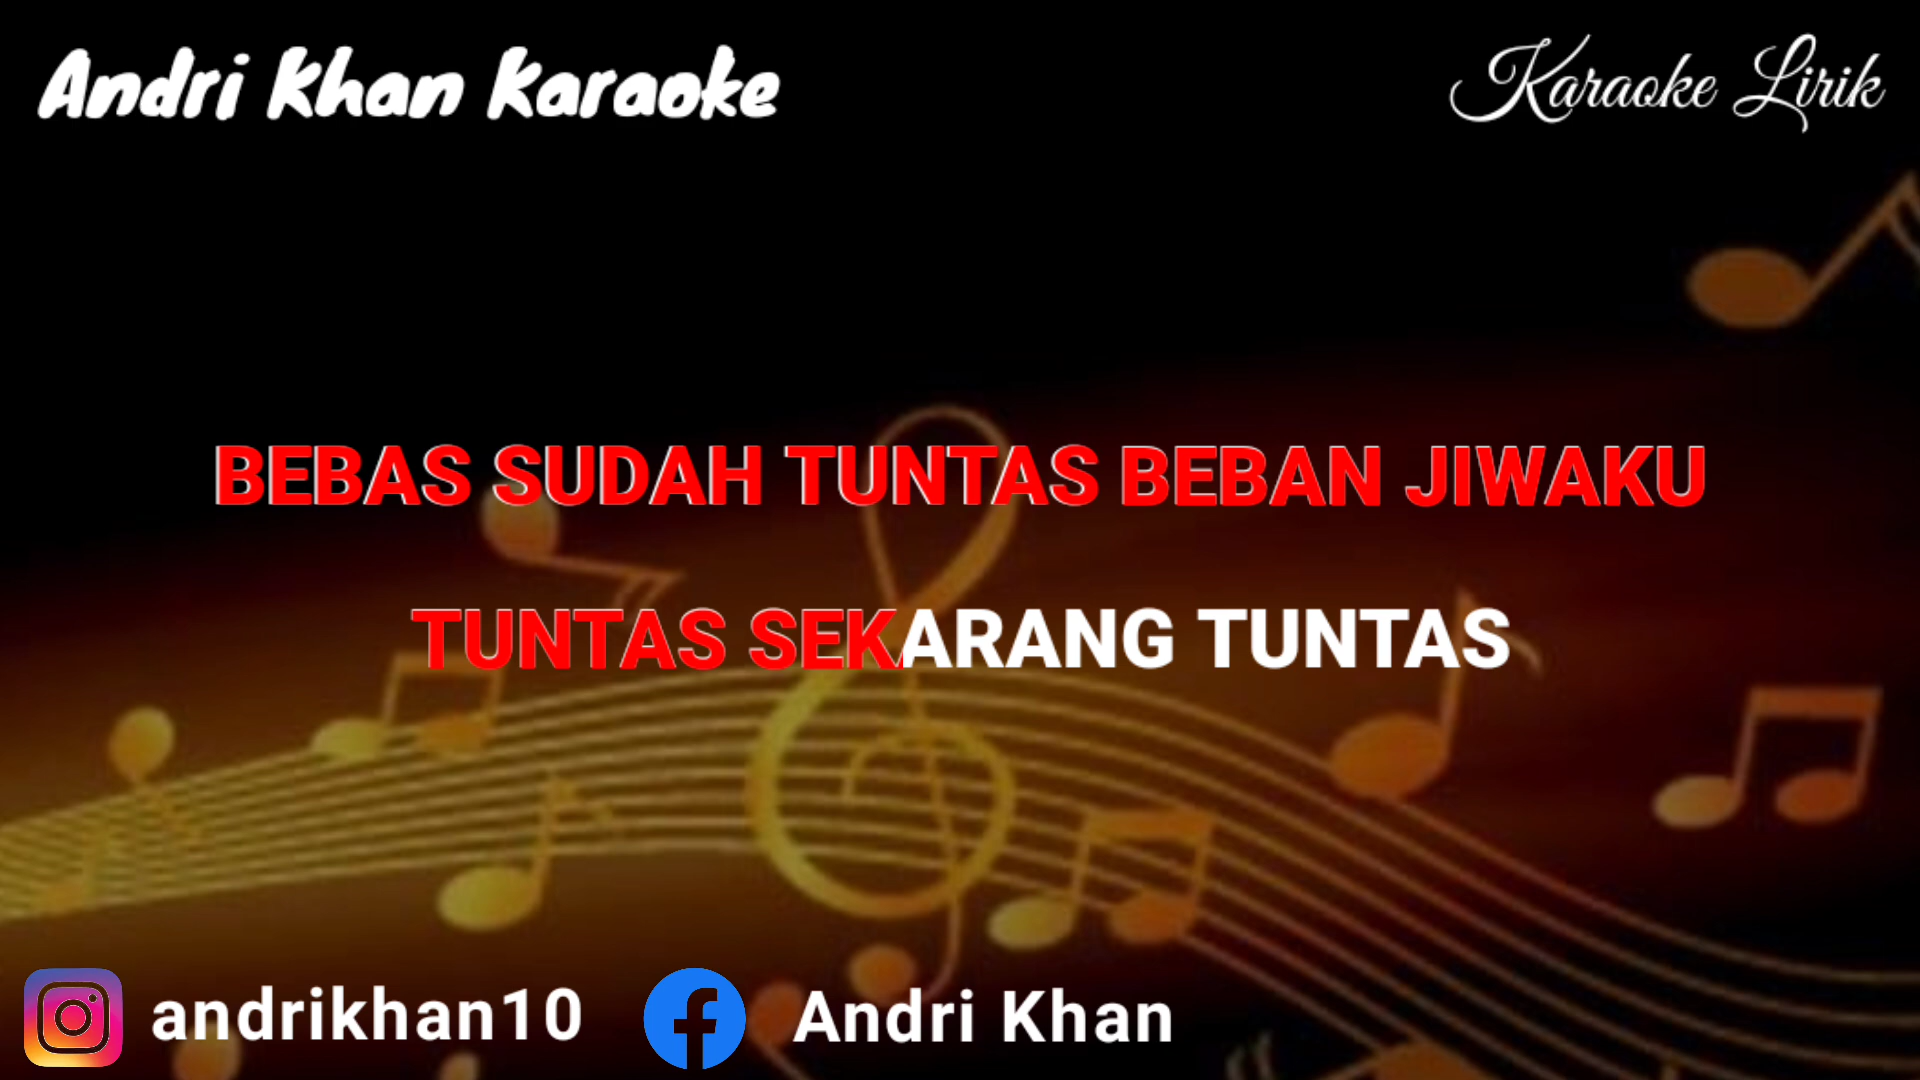 Andri Khan Karaoke
Karaoke Lirik
BEBAS SUDAH TUNTAS BEBAN JIWAKU
TUNTAS SEKARANG TUNTAS
andrikhan10
Andri Khan